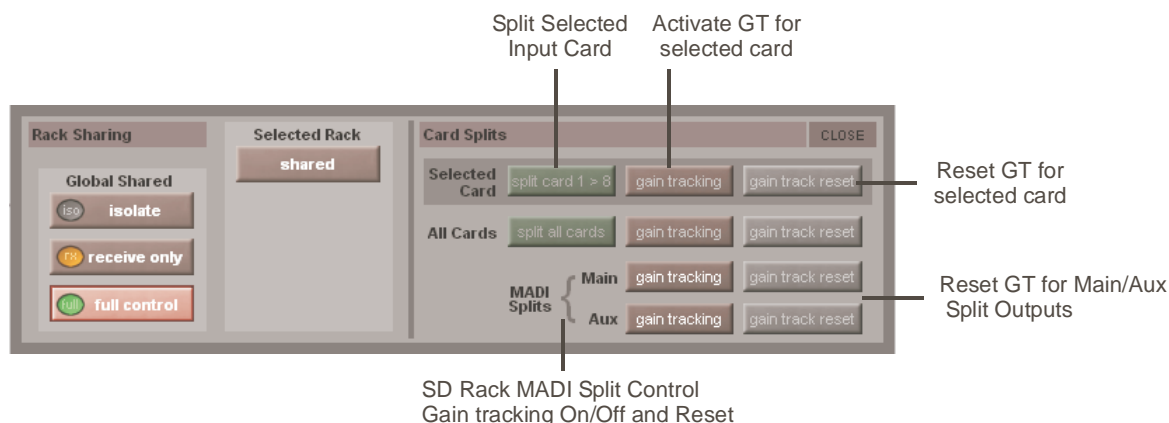 Split Selected
Input Card
Activate GT for
selected card
Rack Sharing
Global Shared
iso isolate
rx receive only
full full control
Selected Rack
shared
Card Splits
CLOSE
Selected
Card
split card 1 > 8
gain tracking
gain track reset
All Cards
split all cards
gain tracking
gain track reset
MADI
Splits
Main
gain tracking
gain track reset
Aux
gain tracking
gain track reset
Reset GT for
selected card
Reset GT for Main/Aux
Split Outputs
SD Rack MADI Split Control
Gain tracking On/Off and Reset